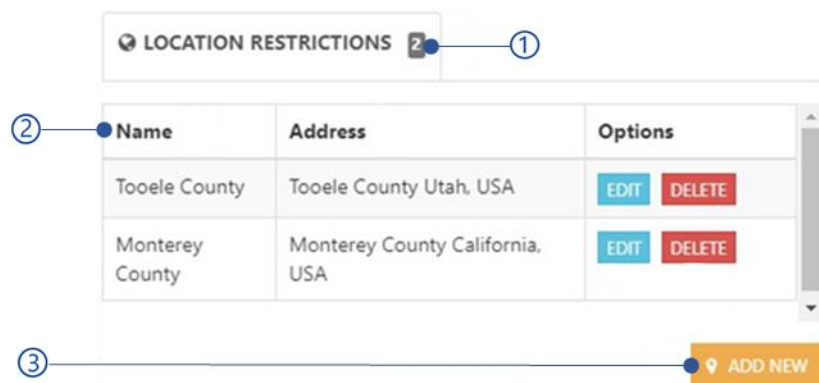 LOCATION RESTRICTIONS 2 1
2 Name Address Options
Tooele County Tooele County Utah, USA EDIT DELETE
Monterey Monterey County California, EDIT DELETE
County USA
3 ADD NEW